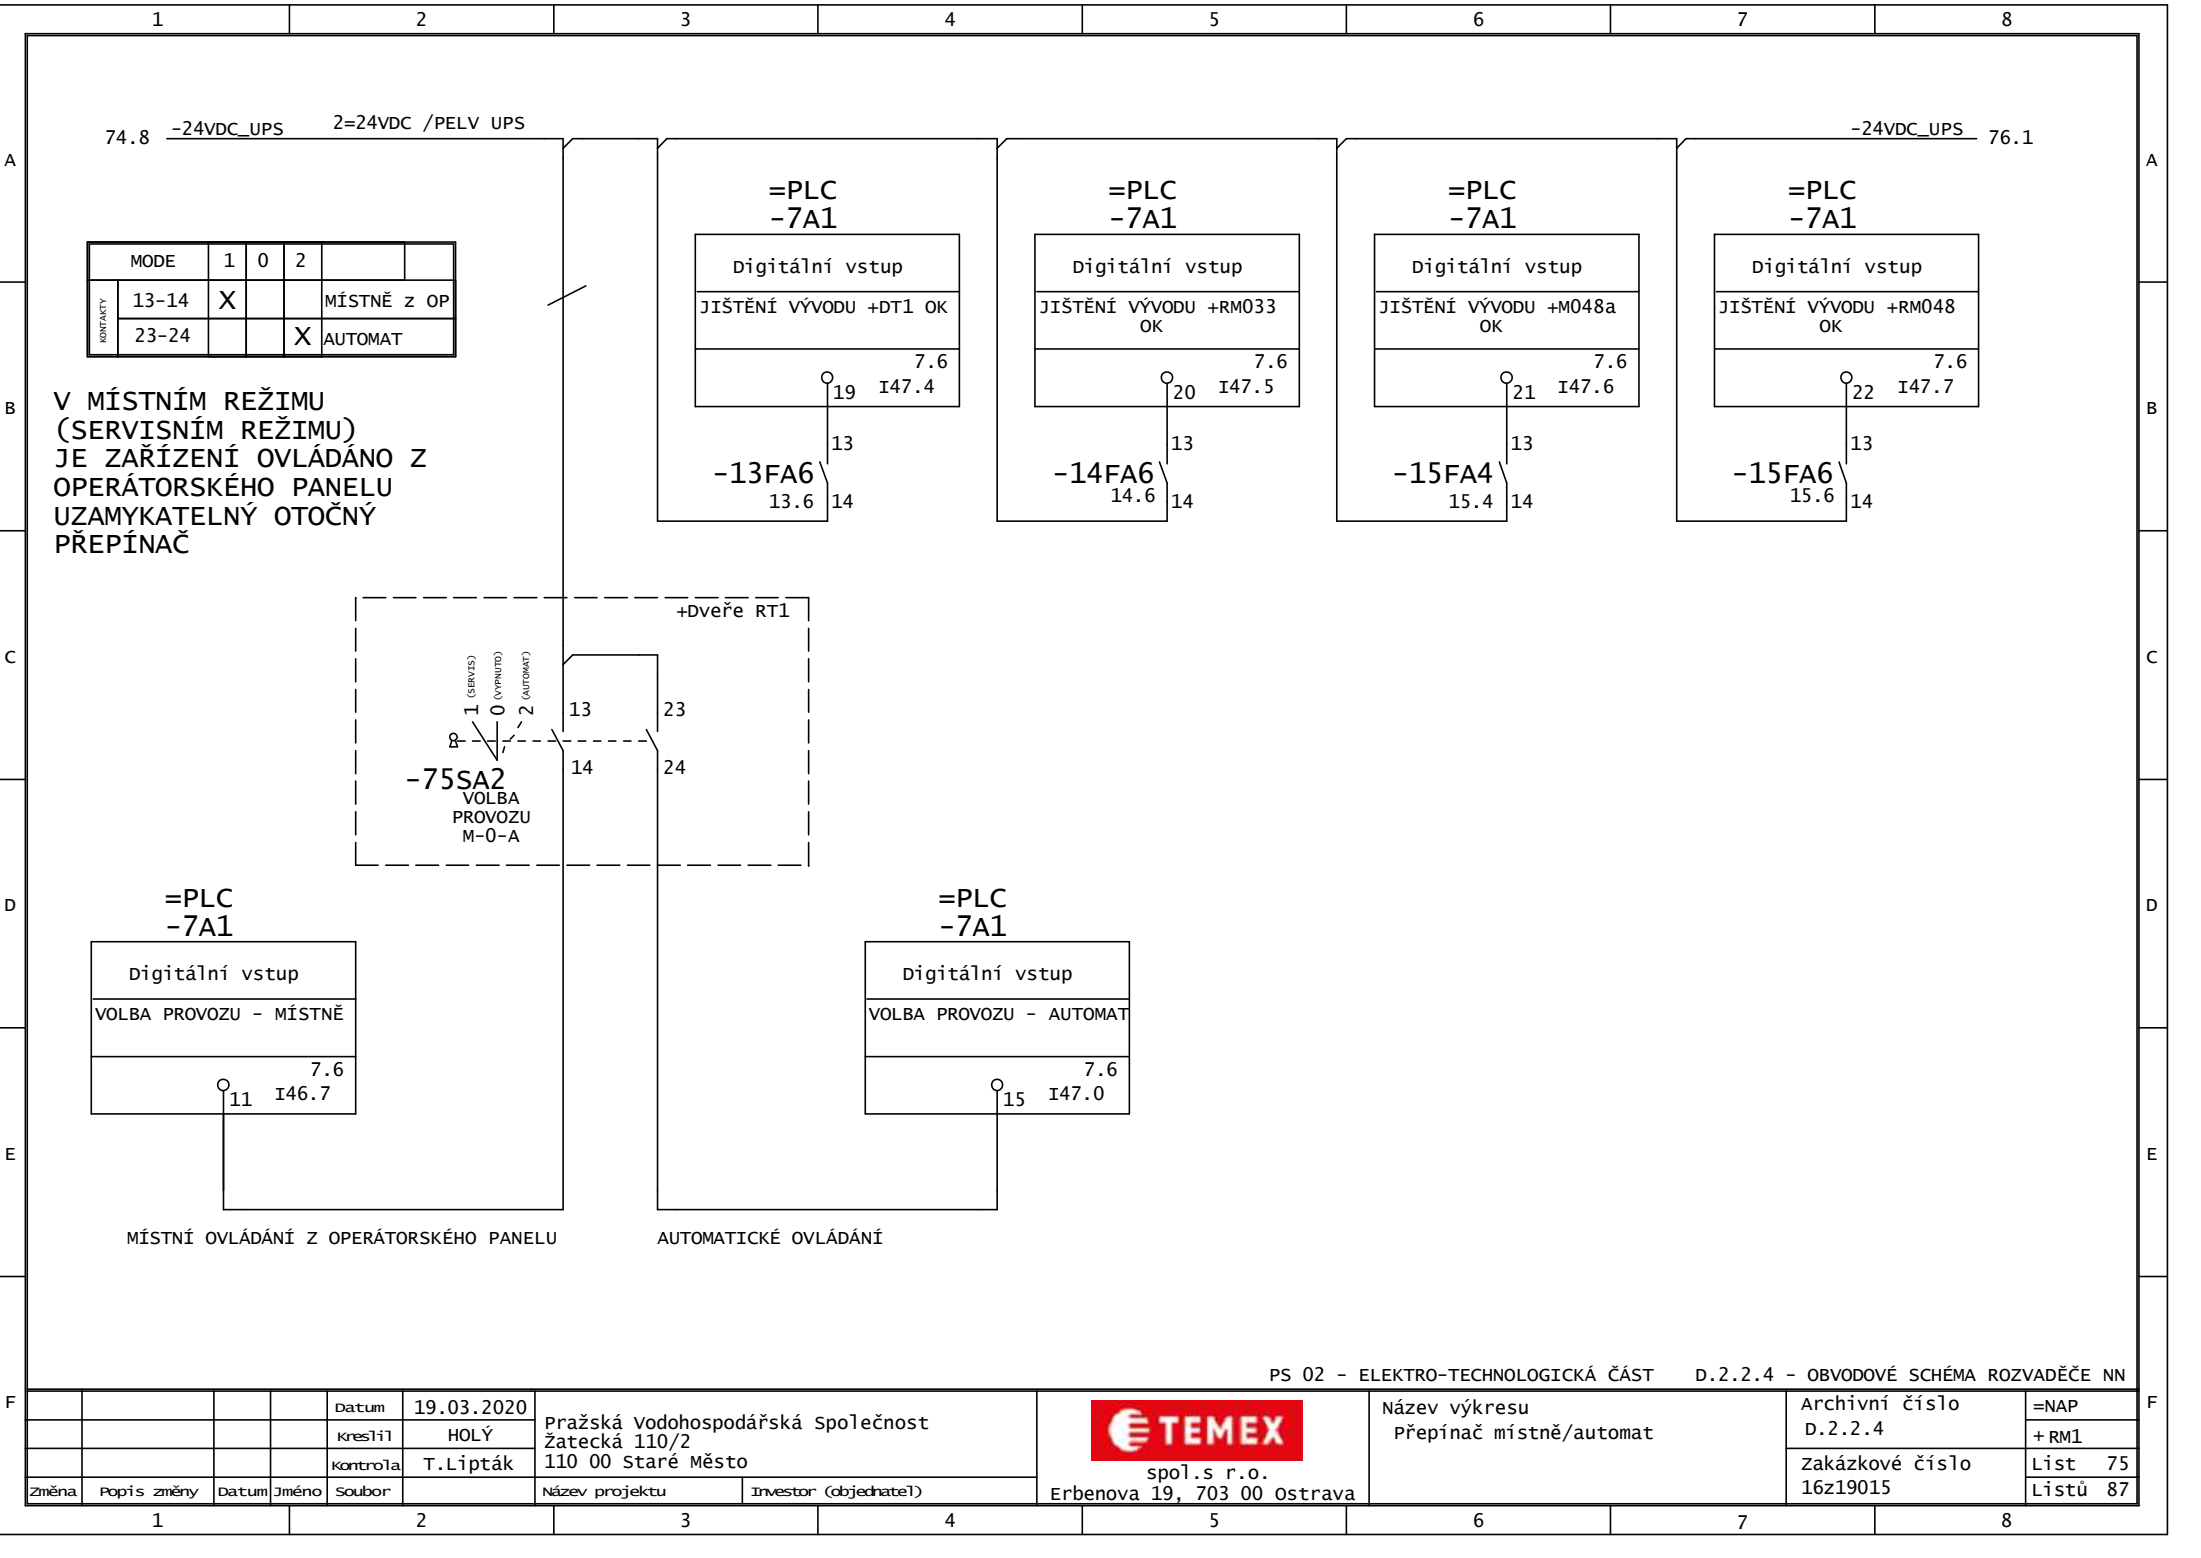 1 2 3 4 5 6 7 8
74.8 -24VDC_UPS 2=24VDC /PELV UPS -24VDC_UPS 76.1
A A
=PLC =PLC =PLC =PLC
-7A1 -7A1 -7A1 -7A1
MODE 1 0 2
KONTAKTY
13-14 X MÍSTNĚ z OP
23-24 X AUTOMAT
Digitální vstup Digitální vstup Digitální vstup Digitální vstup
JIŠTĚNÍ VÝVODU +DT1 OK JIŠTĚNÍ VÝVODU +RM033 JIŠTĚNÍ VÝVODU +M048a JIŠTĚNÍ VÝVODU +RM048
OK OK OK
7.6 7.6 7.6 7.6
19 I47.4 20 I47.5 21 I47.6 22 I47.7
B B
V MÍSTNÍM REŽIMU
(SERVISNÍM REŽIMU)
JE ZAŘÍZENÍ OVLÁDÁNO Z
OPERÁTORSKÉHO PANELU
UZAMYKATELNÝ OTOČNÝ
PŘEPÍNAČ
13 13 13 13
-13FA6 -14FA6 -15FA4 -15FA6
13.6 14 14.6 14 15.4 14 15.6 14
+Dveře RT1
C C
1 (SERVIS)
0 (VYPNUTO)
2 (AUTOMAT)
13 23
14 24
-75SA2
VOLBA
PROVOZU
M-0-A
D D
=PLC =PLC
-7A1 -7A1
Digitální vstup Digitální vstup
VOLBA PROVOZU - MÍSTNĚ VOLBA PROVOZU - AUTOMAT
7.6 7.6
11 I46.7 15 I47.0
E E
MÍSTNÍ OVLÁDÁNÍ Z OPERÁTORSKÉHO PANELU AUTOMATICKÉ OVLÁDÁNÍ
PS 02 - ELEKTRO-TECHNOLOGICKÁ ČÁST D.2.2.4 - OBVODOVÉ SCHÉMA ROZVADĚČE NN
F F
Datum 19.03.2020
Kreslil HOLÝ
Kontrola T.Lipták
Změna Popis změny Datum Jméno Soubor
Pražská Vodohospodářská Společnost
Žatecká 110/2
110 00 Staré Město
Název projektu Investor (objednatel)
TEMEX
spol.s r.o.
Erbenova 19, 703 00 Ostrava
Název výkresu
Přepínač místně/automat
Archivní číslo
D.2.2.4
Zakázkové číslo
16z19015
=NAP
+ RM1
List 75
Listů 87
1 2 3 4 5 6 7 8